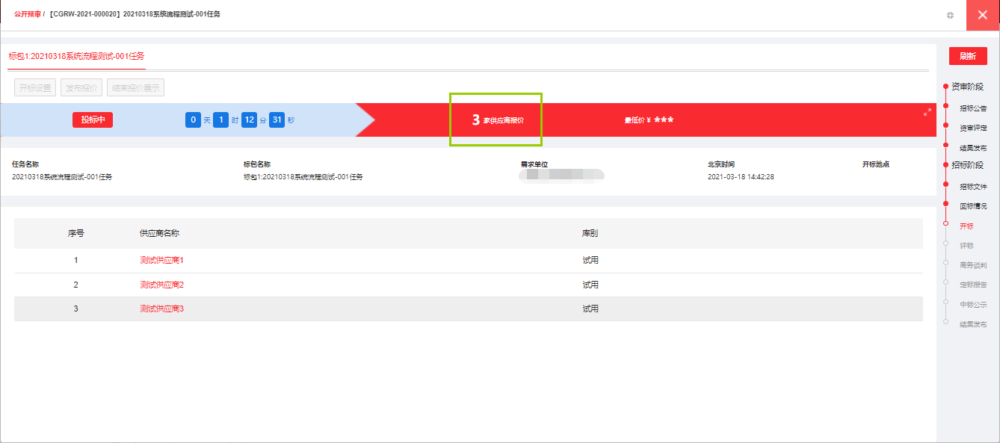 公开预审 / 【CGRW-2021-000020】20210318系统流程测试-001任务
标包1:20210318系统流程测试-001任务
刷新
开标设置 发布报价 结束报价展示
投标中 0 天 1 时 12 分 31 秒 3 家供应商报价 最低价 ¥ ***
任务名称 标包名称 需求单位 北京时间 开标地点
20210318系统流程测试-001任务 标包1:20210318系统流程测试-001任务 2021-03-18 14:42:28
序号 供应商名称 库别
1 测试供应商1 试用
2 测试供应商2 试用
3 测试供应商3 试用
资审阶段
招标公告
资审评定
结果发布
招标阶段
招标文件
回标情况
开标
评标
商务谈判
定标报告
中标公示
结果发布